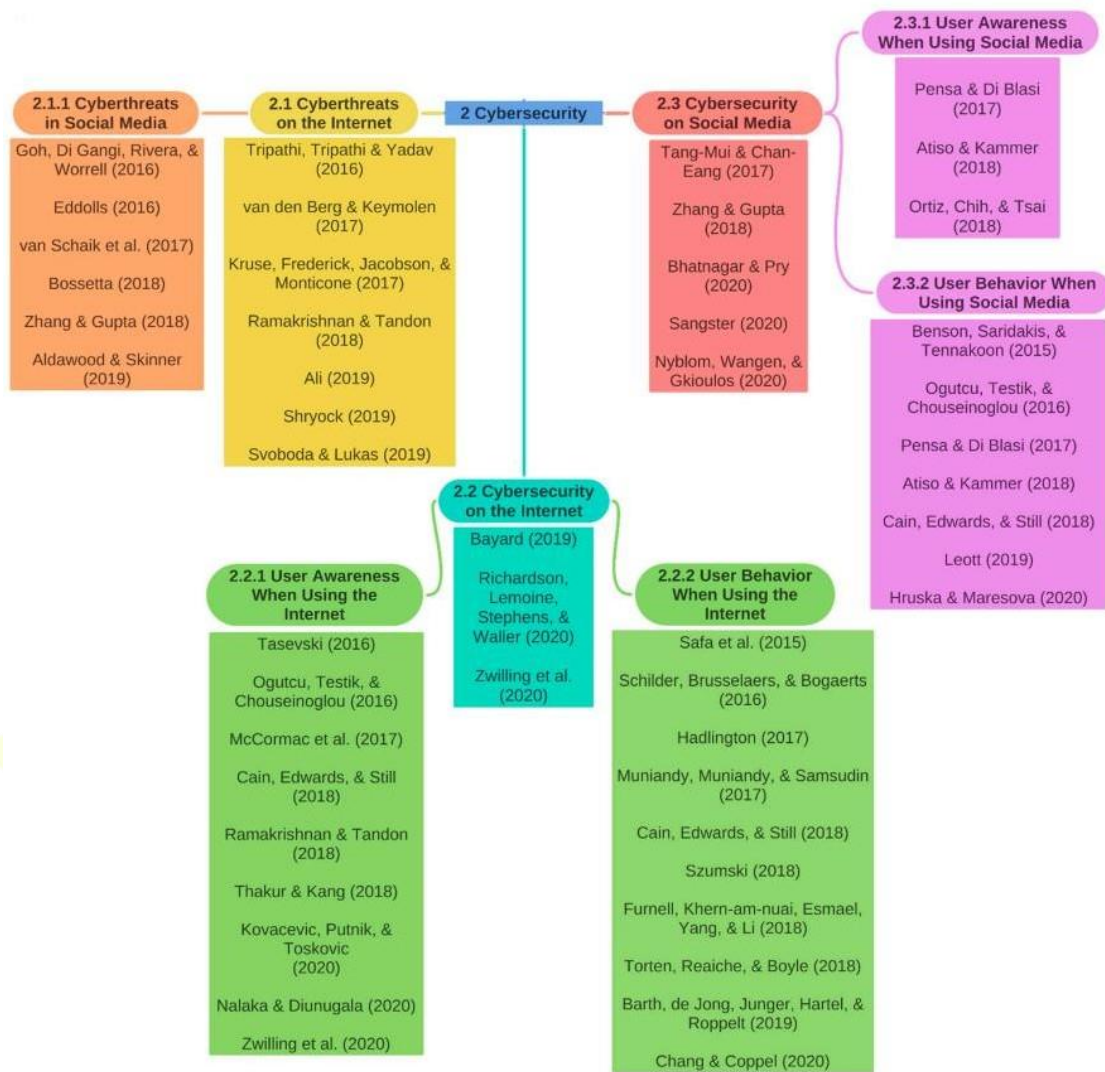 2 Cybersecurity
2.1.1 Cyberthreats
in Social Media
Goh, Di Gangi, Rivera, &
Worrell (2016)
Eddolls (2016)
van Schaik et al. (2017)
Bossetta (2018)
Zhang & Gupta (2018)
Aldawood & Skinner
(2019)
2.1 Cyberthreats
on the Internet
Tripathi, Tripathi & Yadav
(2016)
van den Berg & Keymolen
(2017)
Kruse, Frederick, Jacobson, &
Monticone (2017)
Ramakrishnan & Tandon
(2018)
Ali (2019)
Shryock (2019)
Svoboda & Lukas (2019)
2.3 Cybersecurity
on Social Media
Tang-Mui & Chan-
Eang (2017)
Zhang & Gupta
(2018)
Bhatnagar & Pry
(2020)
Sangster (2020)
Nyblom, Wangen, &
Gkioulos (2020)
2.3.1 User Awareness
When Using Social Media
Pensa & Di Blasi
(2017)
Atiso & Kammer
(2018)
Ortiz, Chih, & Tsai
(2018)
2.3.2 User Behavior When
Using Social Media
Benson, Saridakis, &
Tennakoon (2015)
Ogutcu, Testik, &
Chouseinoglou (2016)
Pensa & Di Blasi (2017)
Atiso & Kammer (2018)
Cain, Edwards, & Still (2018)
Leott (2019)
Hruska & Maresova (2020)
2.2 Cybersecurity
on the Internet
Bayard (2019)
Richardson,
Lemoine,
Stephens, &
Waller (2020)
Zwilling et al.
(2020)
2.2.1 User Awareness
When Using the
Internet
Tasevski (2016)
Ogutcu, Testik, &
Chouseinoglou (2016)
McCormac et al. (2017)
Cain, Edwards, & Still
(2018)
Ramakrishnan & Tandon
(2018)
Thakur & Kang (2018)
Kovacevic, Putnik, &
Toskovic
(2020)
Nalaka & Diunugala (2020)
Zwilling et al. (2020)
2.2.2 User Behavior
When Using the
Internet
Safa et al. (2015)
Schilder, Brusselaers, & Bogaerts
(2016)
Hadlington (2017)
Muniandy, Muniandy, & Samsudin
(2017)
Cain, Edwards, & Still (2018)
Szumski (2018)
Furnell, Khern-am-nuai, Esmael,
Yang, & Li (2018)
Torten, Reaiche, & Boyle (2018)
Barth, de Jong, Junger, Hartel, &
Roppelt (2019)
Chang & Coppel (2020)